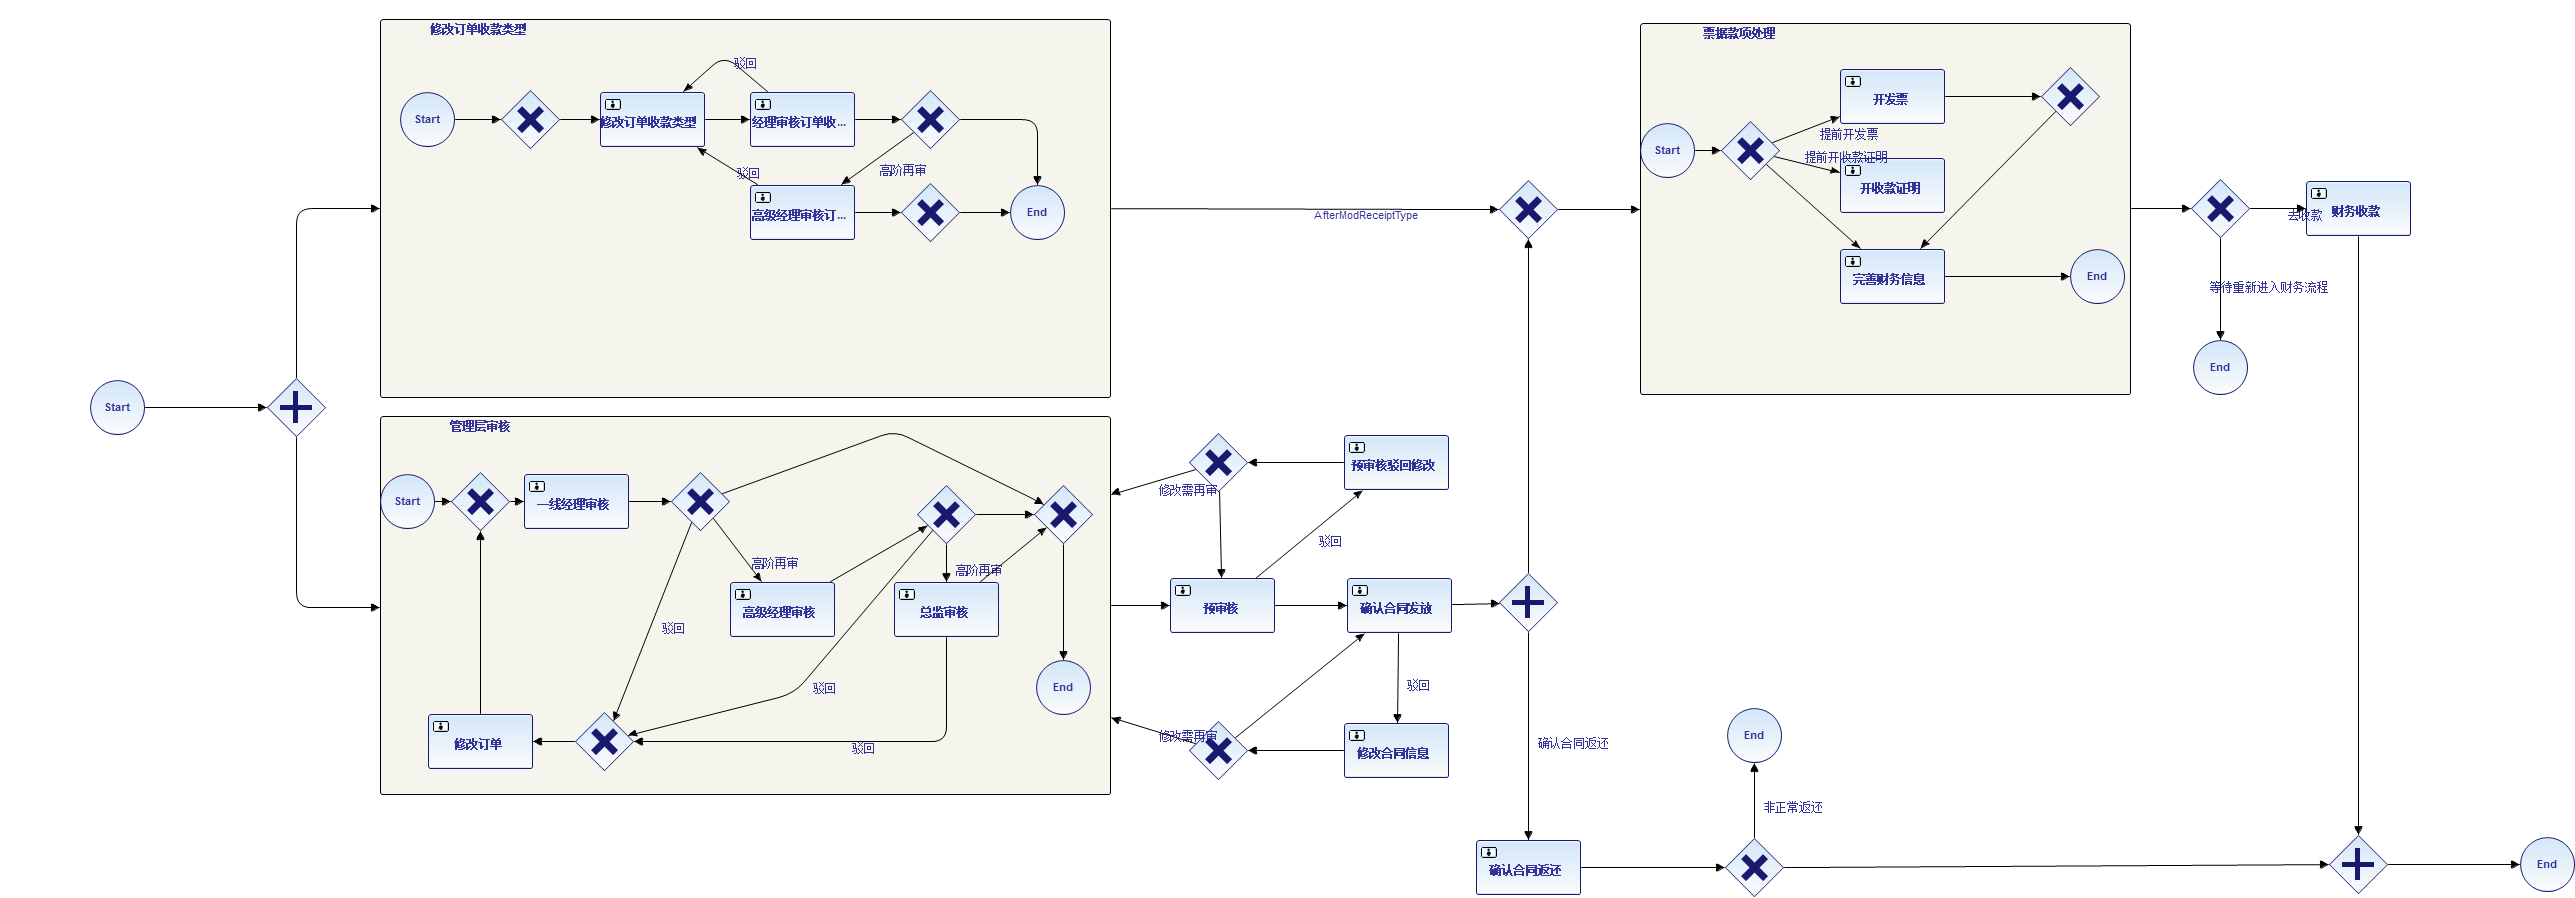 修改订单收款类型
驳回
Start
修改订单收款类型
经理审核订单收...
驳回
高阶再审
高级经理审核订...
End
AfterModReceiptType
票据款项处理
开发票
提前开发票
Start
提前开收款证明
开收款证明
完善财务信息
End
去收款
财务收款
等待重新进入财务流程
End
Start
管理层审核
Start
一线经理审核
高阶再审
高阶再审
高级经理审核
总监审核
驳回
驳回
End
修改订单
驳回
预审核驳回修改
修改需再审
驳回
预审核
确认合同发放
驳回
修改需再审
修改合同信息
确认合同返还
End
非正常返还
确认合同返还
End